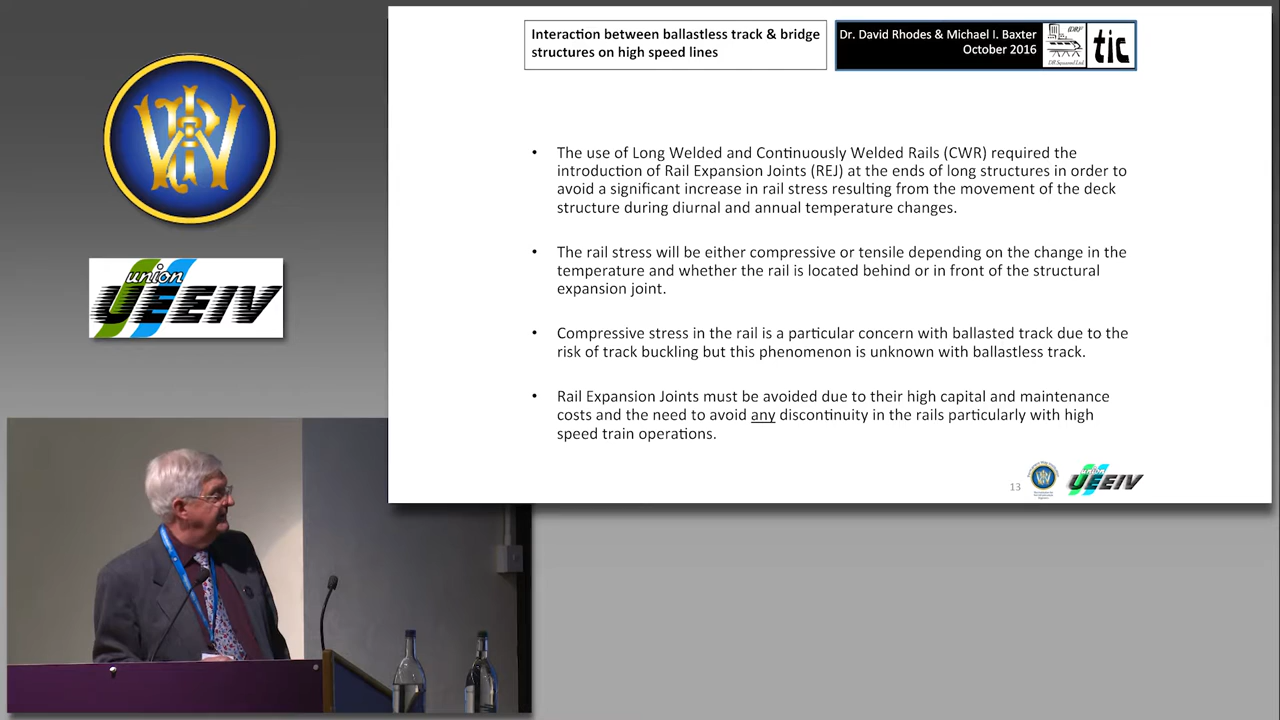 Interaction between ballastless track & bridge
structures on high speed lines
Dr. David Rhodes & Michael I. Baxter
October 2016
tic
union
UEEIV
• The use of Long Welded and Continuously Welded Rails (CWR) required the
introduction of Rail Expansion Joints (REJ) at the ends of long structures in order to
avoid a significant increase in rail stress resulting from the movement of the deck
structure during diurnal and annual temperature changes.
• The rail stress will be either compressive or tensile depending on the change in the
temperature and whether the rail is located behind or in front of the structural
expansion joint.
• Compressive stress in the rail is a particular concern with ballasted track due to the
risk of track buckling but this phenomenon is unknown with ballastless track.
• Rail Expansion Joints must be avoided due to their high capital and maintenance
costs and the need to avoid any discontinuity in the rails particularly with high
speed train operations.
13
union
UEEIV